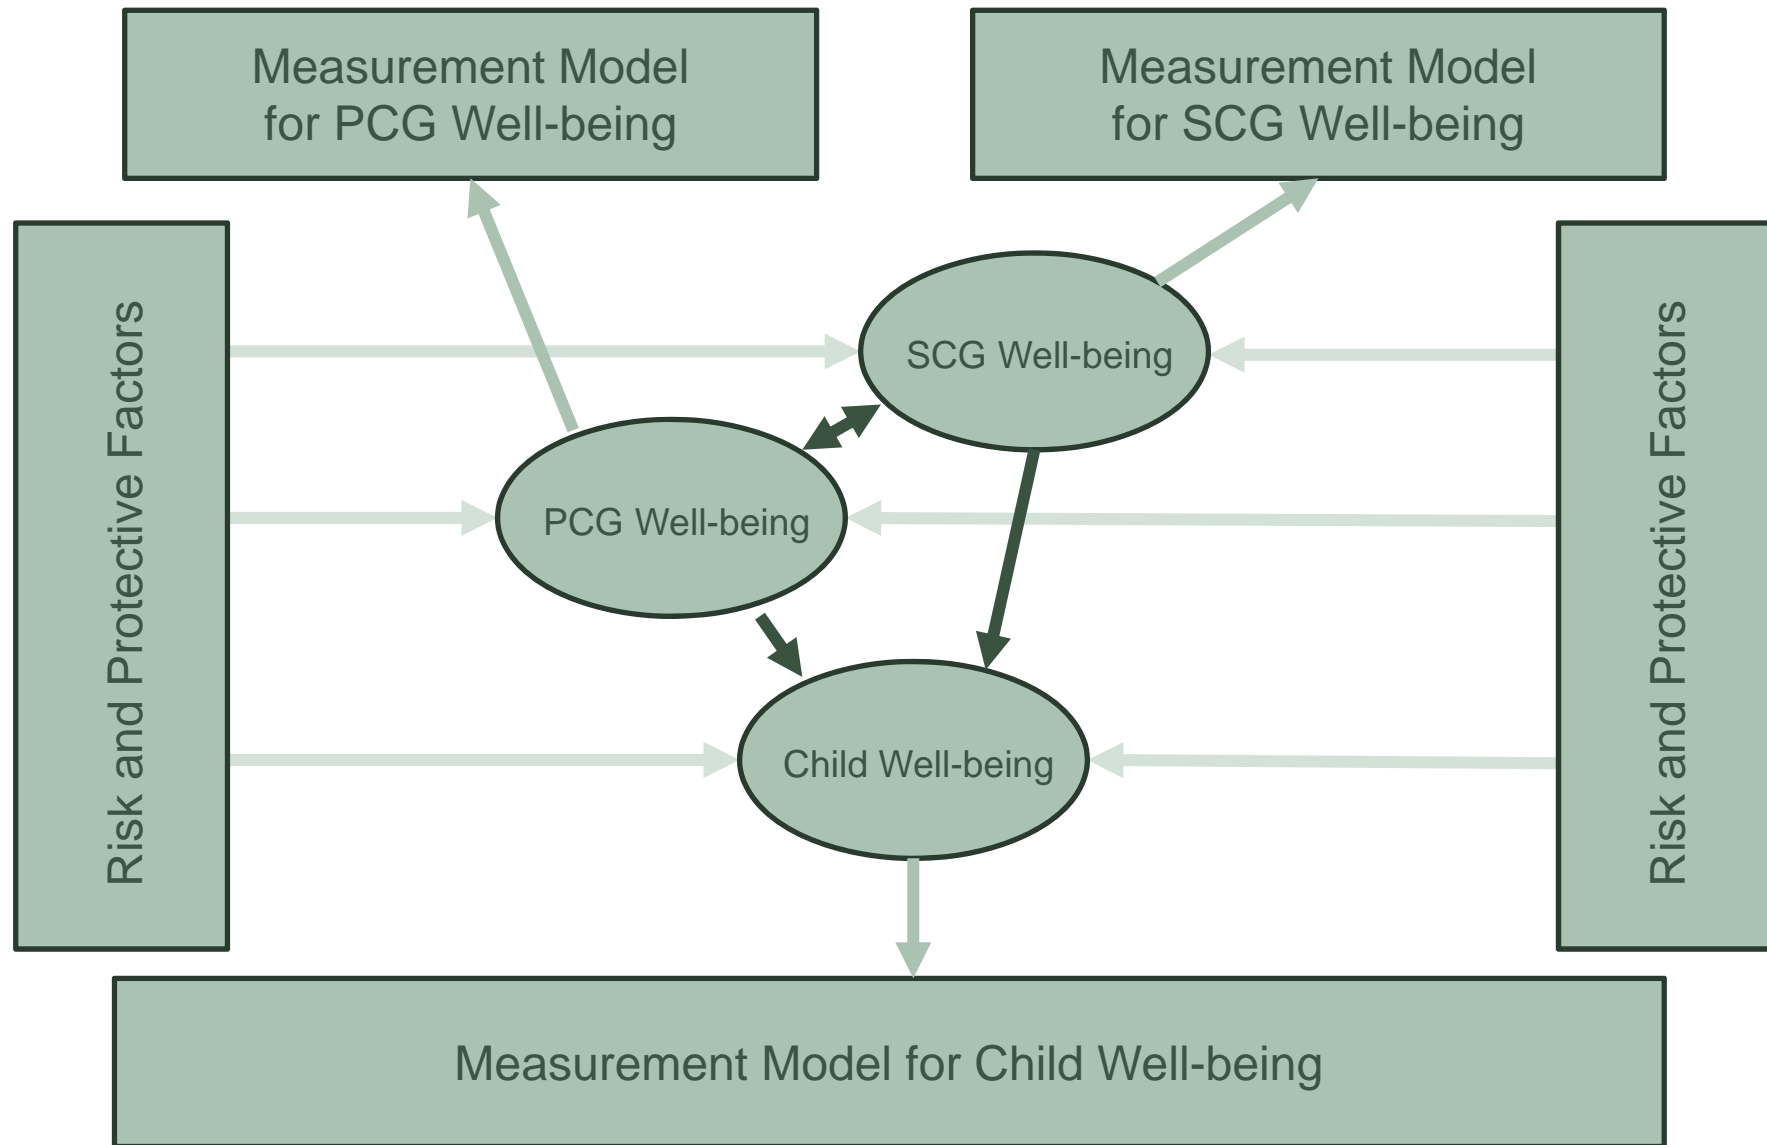 Measurement Model
for PCG Well-being
Measurement Model
for SCG Well-being
Risk and Protective Factors
SCG Well-being
PCG Well-being
Child Well-being
Risk and Protective Factors
Measurement Model for Child Well-being